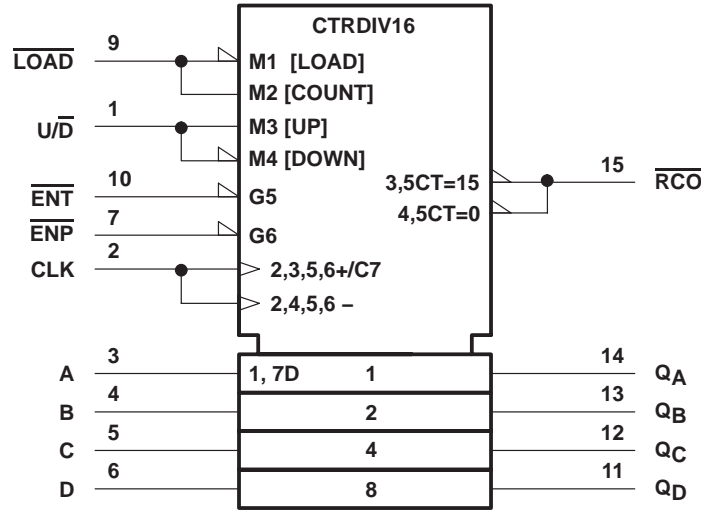 CTRDIV16
LOAD 9 M1 [LOAD]
M2 [COUNT]
U/D 1 M3 [UP]
M4 [DOWN]
3,5CT=15 15 RCO
4,5CT=0
ENT 10 G5
ENP 7 G6
CLK 2 2,3,5,6+/C7
2,4,5,6 –
A 3 1, 7D 1 14 QA
B 4 2 13 QB
C 5 4 12 QC
D 6 8 11 QD